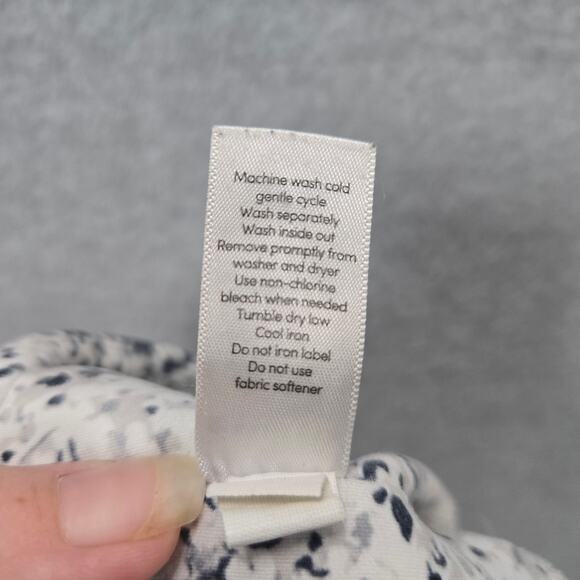 Machine wash cold
gentle cycle
Wash separately
Wash inside out
Remove promptly from
washer and dryer
Use non-chlorine
bleach when needed
Tumble dry low
Cool iron
Do not iron label
Do not use
fabric softener